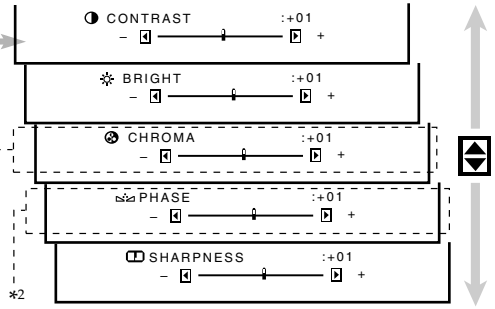 CONTRAST :+01
– +
BRIGHT :+01
– +
CHROMA :+01
– +
PHASE :+01
– +
SHARPNESS :+01
– +
*2